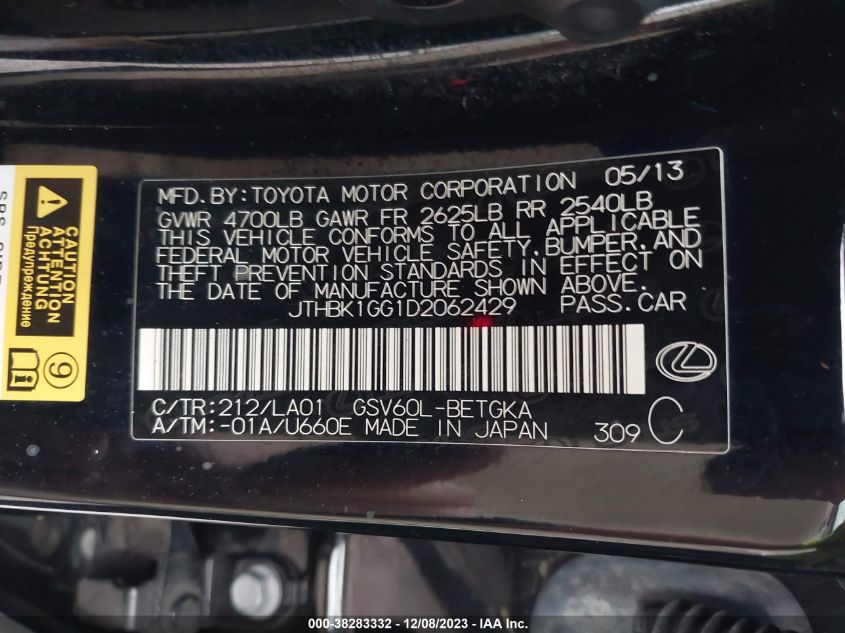 MFD.BY:TOYOTA MOTOR CORPORATION 05/13
GVWR 4700LB GAWR FR 2625LB RR 2540LB
THIS VEHICLE CONFORMS TO ALL APPLICABLE
FEDERAL MOTOR VEHICLE SAFETY,BUMPER,AND
THEFT PREVENTION STANDARDS IN EFFECT ON
THE DATE OF MANUFACTURE SHOWN ABOVE.
JTHBK1GG1D2062429 PASS.CAR
C/TR:212/LA01 GSV60L-BETGKA
A/TM:-01A/U660E MADE IN JAPAN 309 C
CAUTION
ATTENTION
ACHTUNG
Предупреждение
9
000-38283332 - 12/08/2023 - © IAA Inc.